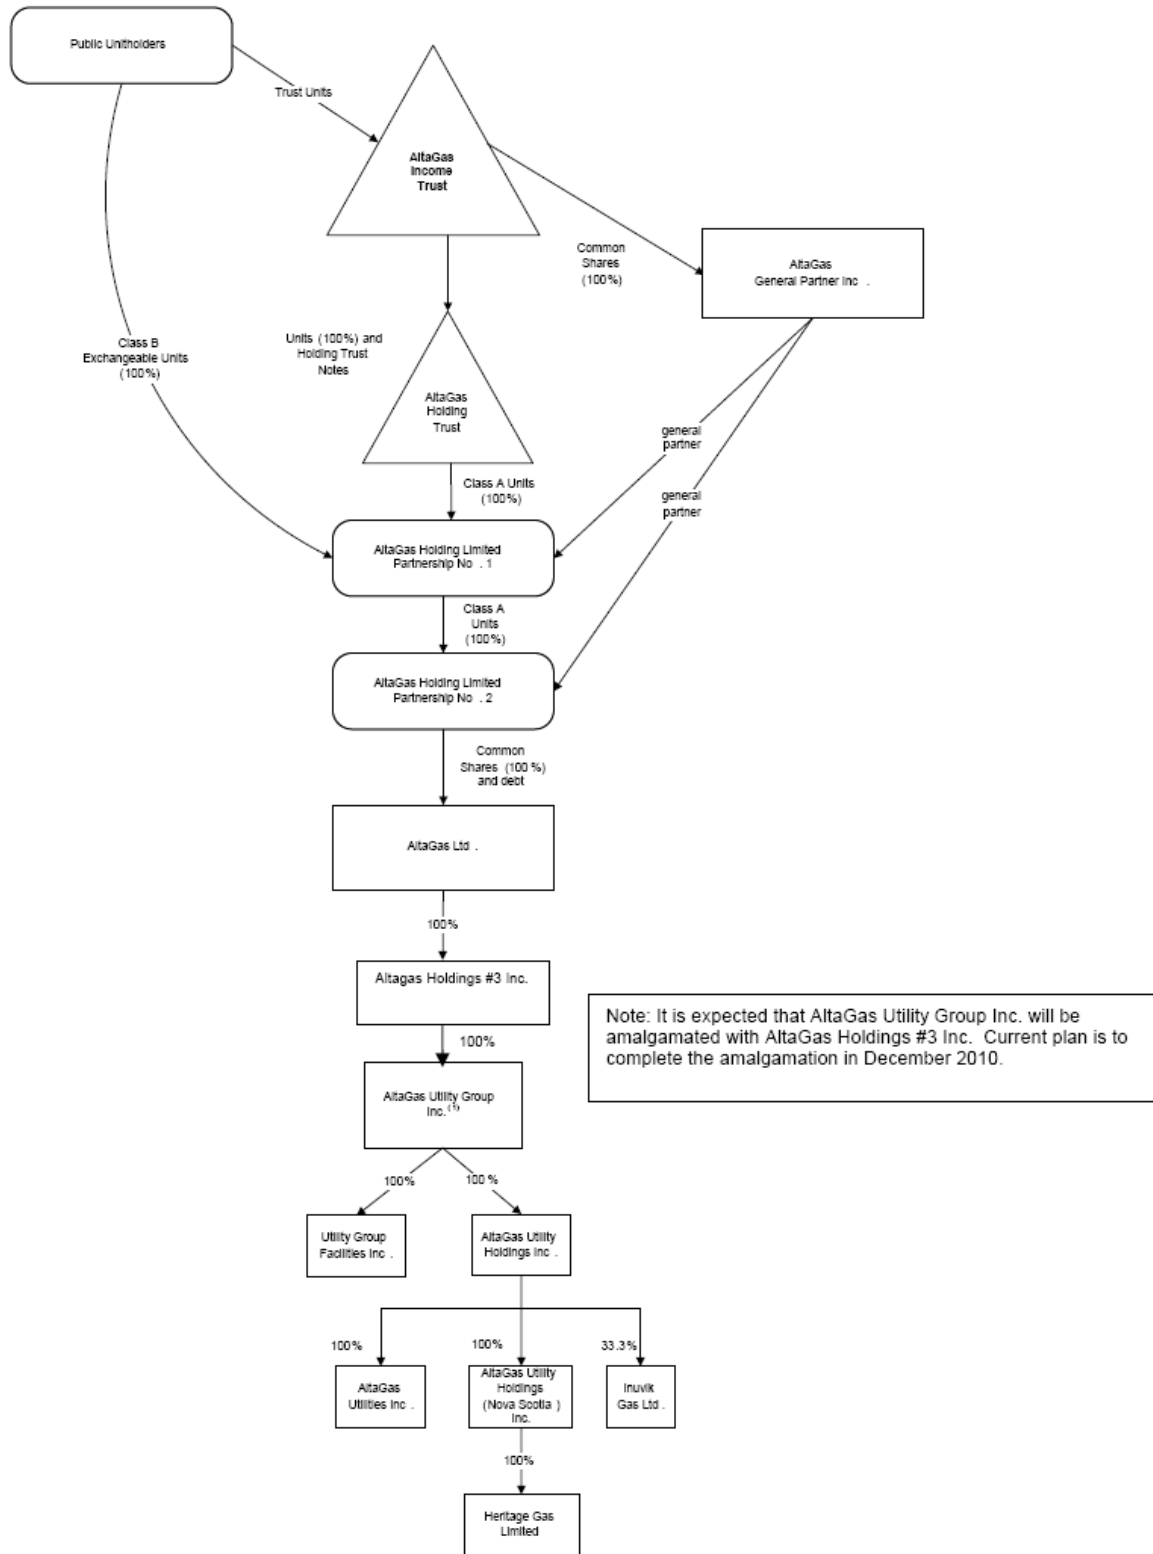 Public Unitholders
Trust Units
AltaGas
Income
Trust
Common
Shares
(100%)
AltaGas
General Partner Inc .
Class B
Exchangeable Units
(100%)
Units (100%) and
Holding Trust
Notes
AltaGas
Holding
Trust
general
partner
Class A Units
(100%)
general
partner
AltaGas Holding Limited
Partnership No . 1
Class A
Units
(100%)
AltaGas Holding Limited
Partnership No . 2
Common
Shares (100%)
and debt
AltaGas Ltd .
100%
Altagas Holdings #3 Inc.
Note: It is expected that AltaGas Utility Group Inc. will be
amalgamated with AltaGas Holdings #3 Inc. Current plan is to
complete the amalgamation in December 2010.
100%
AltaGas Utility Group
Inc.(1)
100%
100%
Utility Group
Facilities Inc .
AltaGas Utility
Holdings Inc .
100%
100%
33.3%
AltaGas
Utilities Inc .
AltaGas Utility
Holdings
(Nova Scotia )
Inc.
Inuvik
Gas Ltd .
100%
Heritage Gas
Limited